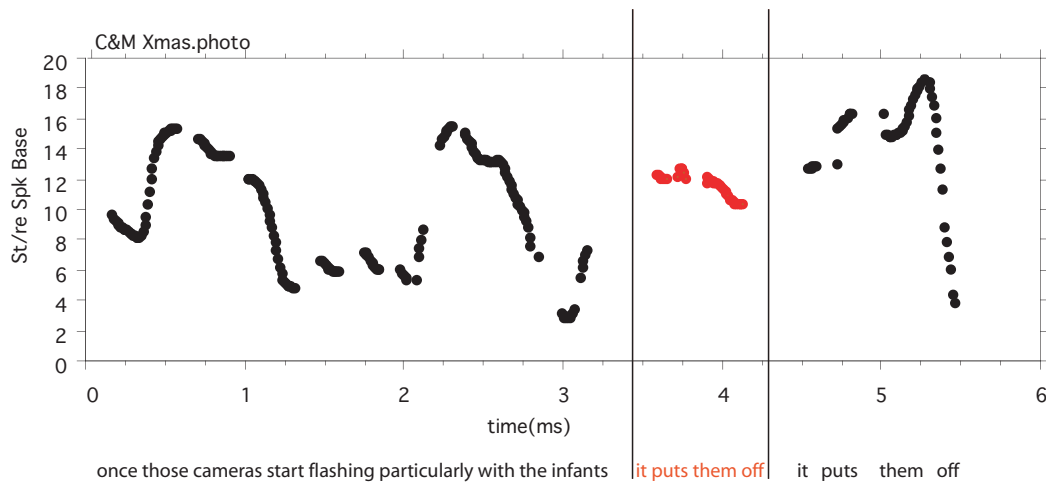 C&M Xmas.photo
St/re Spk Base
20
18
16
14
12
10
8
6
4
2
0
0 1 2 3 4 5 6
time(ms)
once those cameras start flashing particularly with the infants it puts them off it puts them off